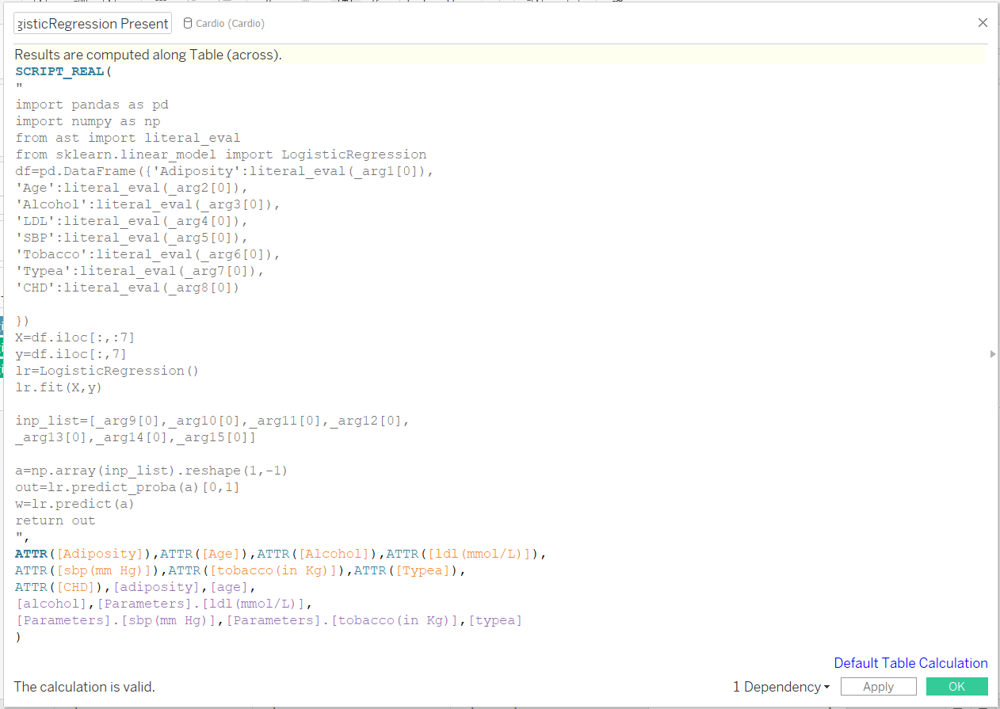 gisticRegression Present
Cardio (Cardio)
Results are computed along Table (across).
SCRIPT_REAL(
"
import pandas as pd
import numpy as np
from ast import literal_eval
from sklearn.linear_model import LogisticRegression
df=pd.DataFrame({'Adiposity':literal_eval(_arg1[0]),
'Age':literal_eval(_arg2[0]),
'Alcohol':literal_eval(_arg3[0]),
'LDL':literal_eval(_arg4[0]),
'SBP':literal_eval(_arg5[0]),
'Tobacco':literal_eval(_arg6[0]),
'Typea':literal_eval(_arg7[0]),
'CHD':literal_eval(_arg8[0])
})
X=df.iloc[:,:7]
y=df.iloc[:,7]
lr=LogisticRegression()
lr.fit(X,y)
inp_list=[_arg9[0],_arg10[0],_arg11[0],_arg12[0],
_arg13[0],_arg14[0],_arg15[0]]
a=np.array(inp_list).reshape(1,-1)
out=lr.predict_proba(a)[0,1]
w=lr.predict(a)
return out
",
ATTR([Adiposity]),ATTR([Age]),ATTR([Alcohol]),ATTR([ldl(mmol/L)]),
ATTR([sbp(mm Hg)]),ATTR([tobacco(in Kg)]),ATTR([Typea]),
ATTR([CHD]),[adiposity],[age],
[alcohol],[Parameters].[ldl(mmol/L)],
[Parameters].[sbp(mm Hg)],[Parameters].[tobacco(in Kg)],[typea]
)
Default Table Calculation
The calculation is valid.
1 Dependency
Apply
OK